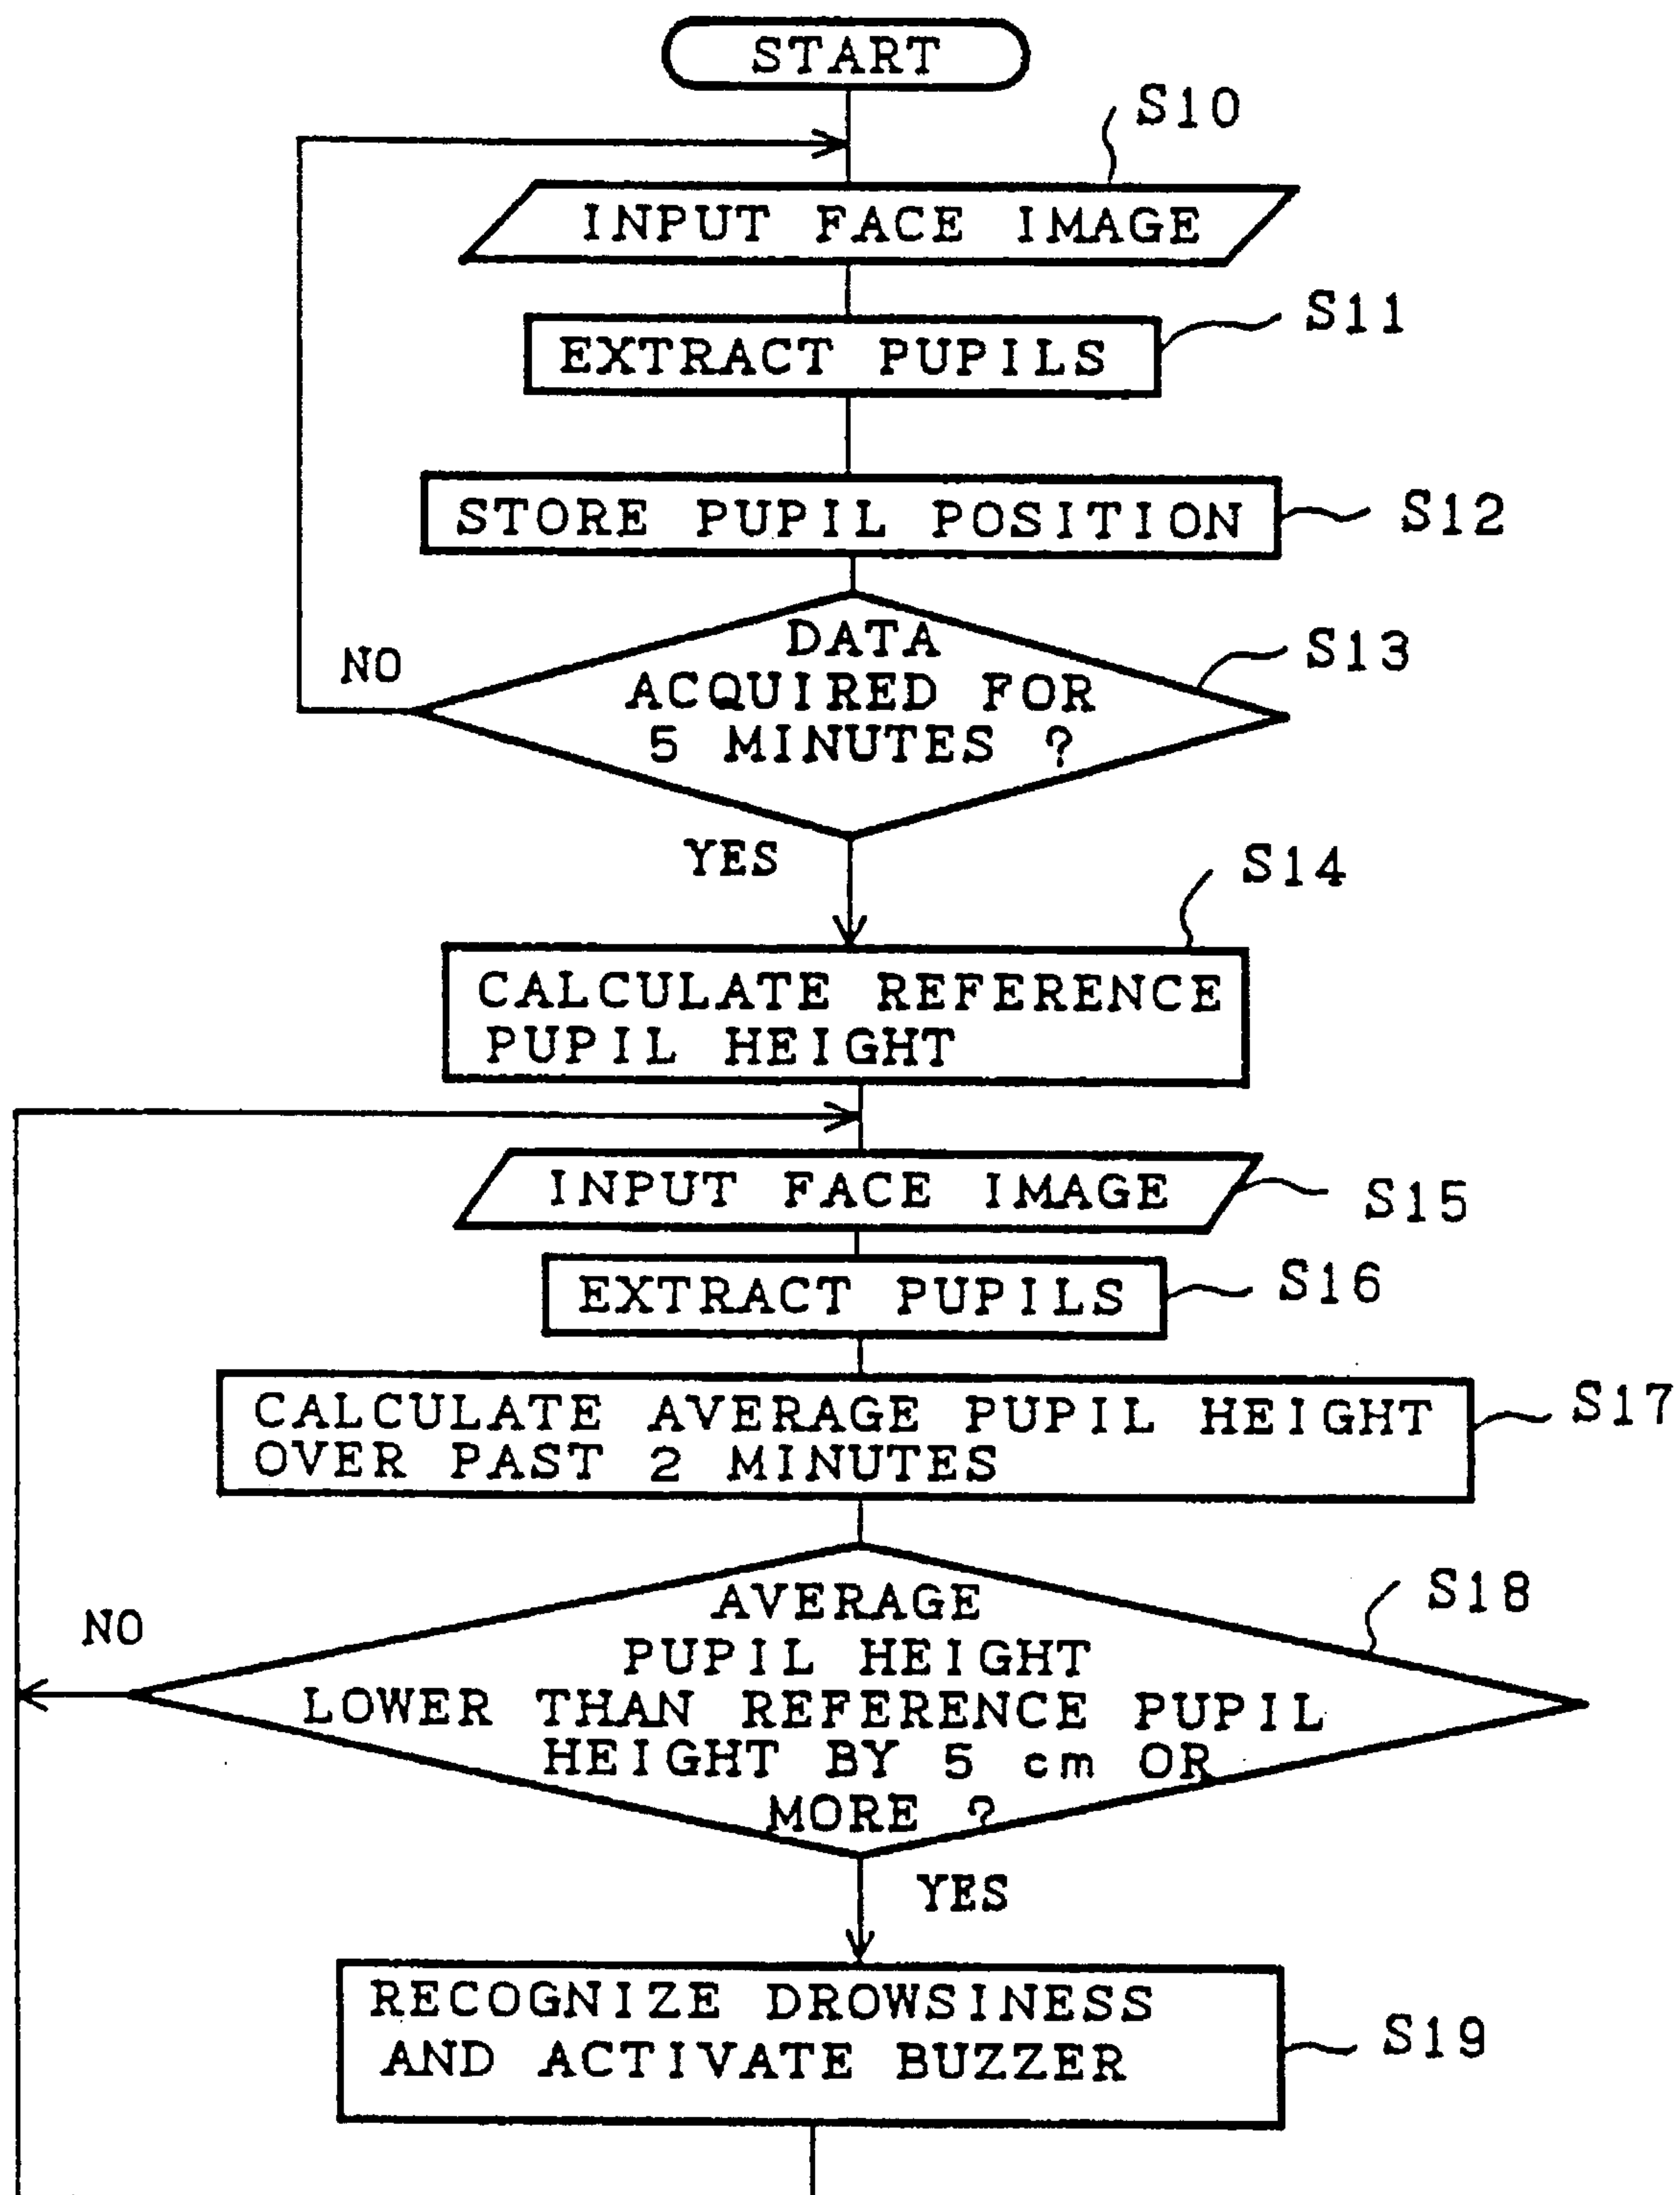 START
S10
INPUT FACE IMAGE
S11
EXTRACT PUPILS
STORE PUPIL POSITION
S12
DATA
ACQUIRED FOR
5 MINUTES ?
S13
NO
YES
S14
CALCULATE REFERENCE
PUPIL HEIGHT
INPUT FACE IMAGE
S15
EXTRACT PUPILS
S16
CALCULATE AVERAGE PUPIL HEIGHT
OVER PAST 2 MINUTES
S17
AVERAGE
PUPIL HEIGHT
LOWER THAN REFERENCE PUPIL
HEIGHT BY 5 cm OR
MORE ?
S18
NO
YES
RECOGNIZE DROWSINESS
AND ACTIVATE BUZZER
S19